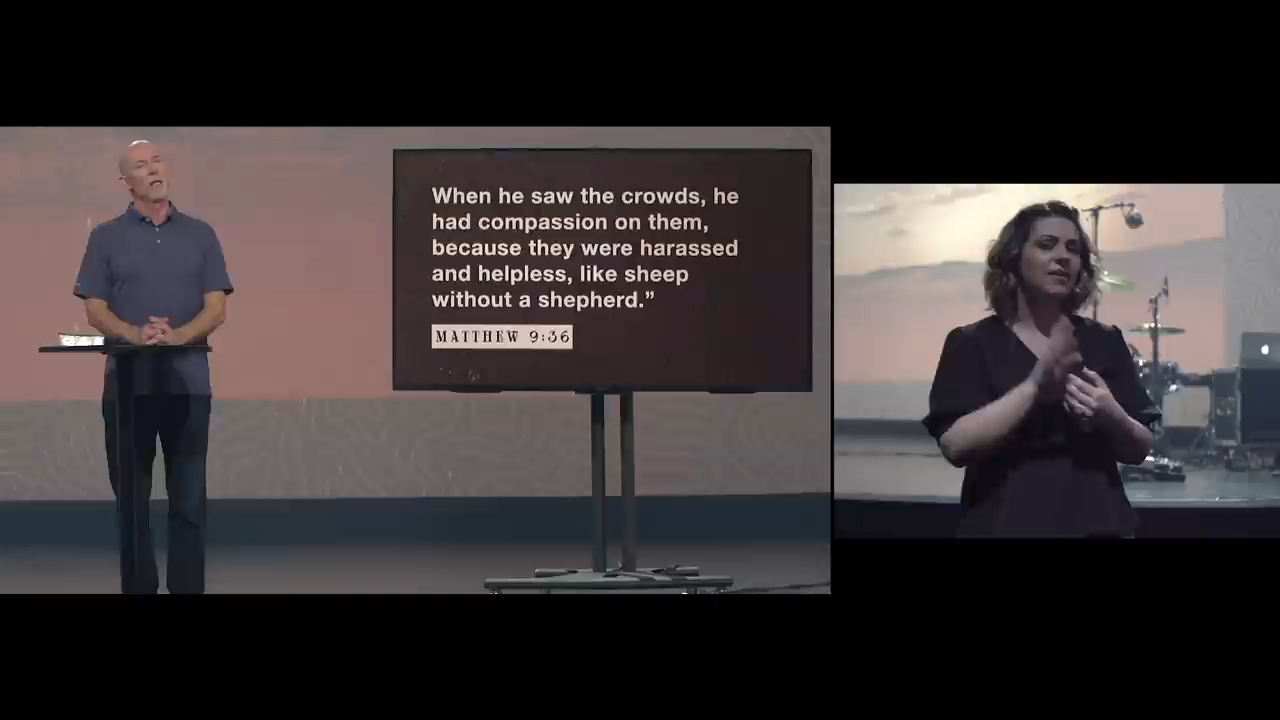 When he saw the crowds, he
had compassion on them,
because they were harassed
and helpless, like sheep
without a shepherd.”
MATTHEW 9:36